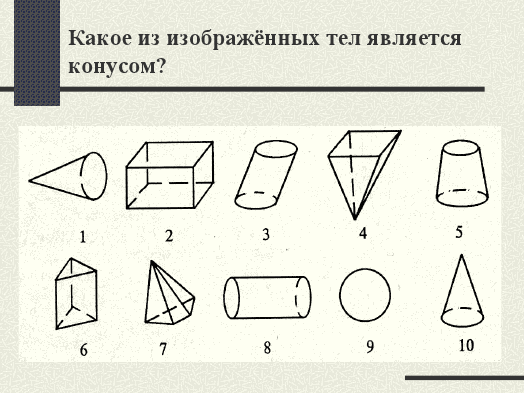 Какое из изображённых тел является
конусом?
1 2 3 4 5
6 7 8 9 10